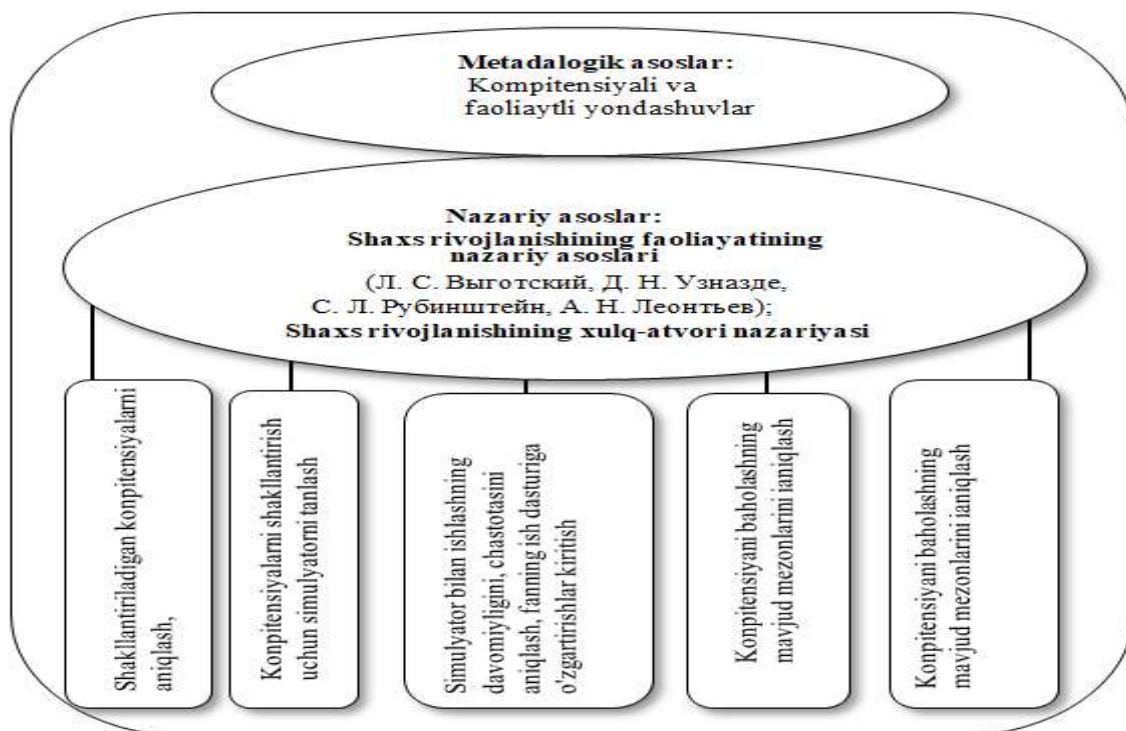 Metadalogik asoslar:
Kompitensiyali va
faoliaytli yondashuvlar
Nazariy asoslar:
Shaxs rivojlanishining faoliayatining
nazariy asoslari
(Л. С. Выготский, Д. Н. Узназде,
С. Л. Рубинштейн, А. Н. Леонтьев);
Shaxs rivojlanishining xulq-atvori nazariyasi
Shakllantiriladigan konpitensiyalarni
aniqlash,
Konpitensiyalarni shakllantirish
uchun simulyatorni tanlash
Simulyator bilan ishlashning
davomiyligini, chastotasini
aniqlash, fanning ish dasturiga
o'zgartirishlar kiritish
Konpitensiyani baholashning
mavjud mezonlarini ianiqlash
Konpitensiyani baholashning
mavjud mezonlarini ianiqlash